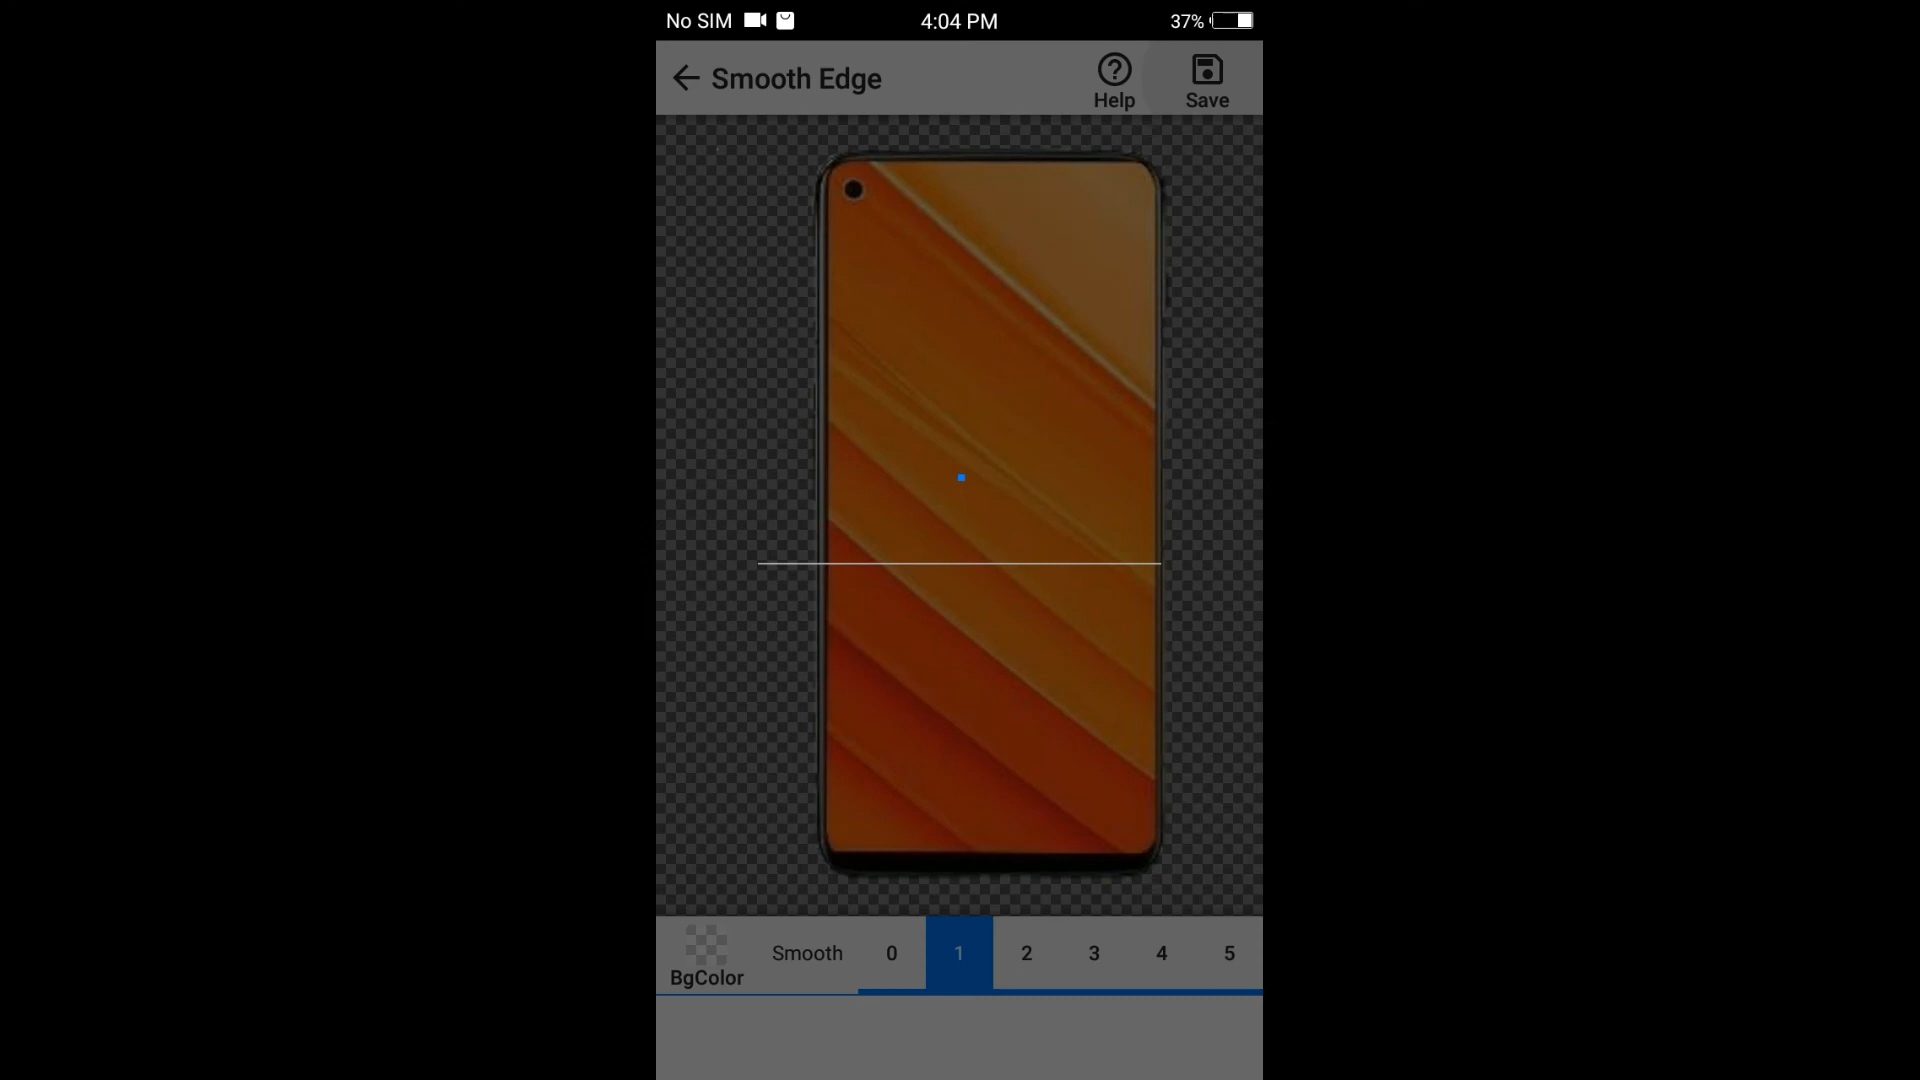 No SIM 4:04 PM 37%
Smooth Edge
Help
Save
BgColor
Smooth 0 1 2 3 4 5